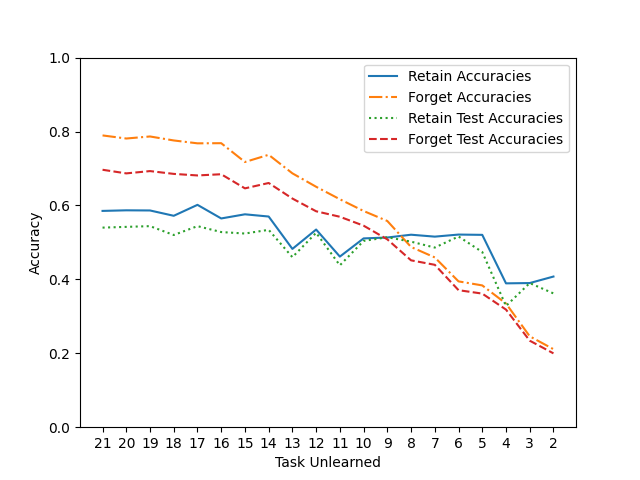 1.0
0.8
0.6
0.4
0.2
0.0
Accuracy
Retain Accuracies
Forget Accuracies
Retain Test Accuracies
Forget Test Accuracies
21 20 19 18 17 16 15 14 13 12 11 10 9 8 7 6 5 4 3 2
Task Unlearned